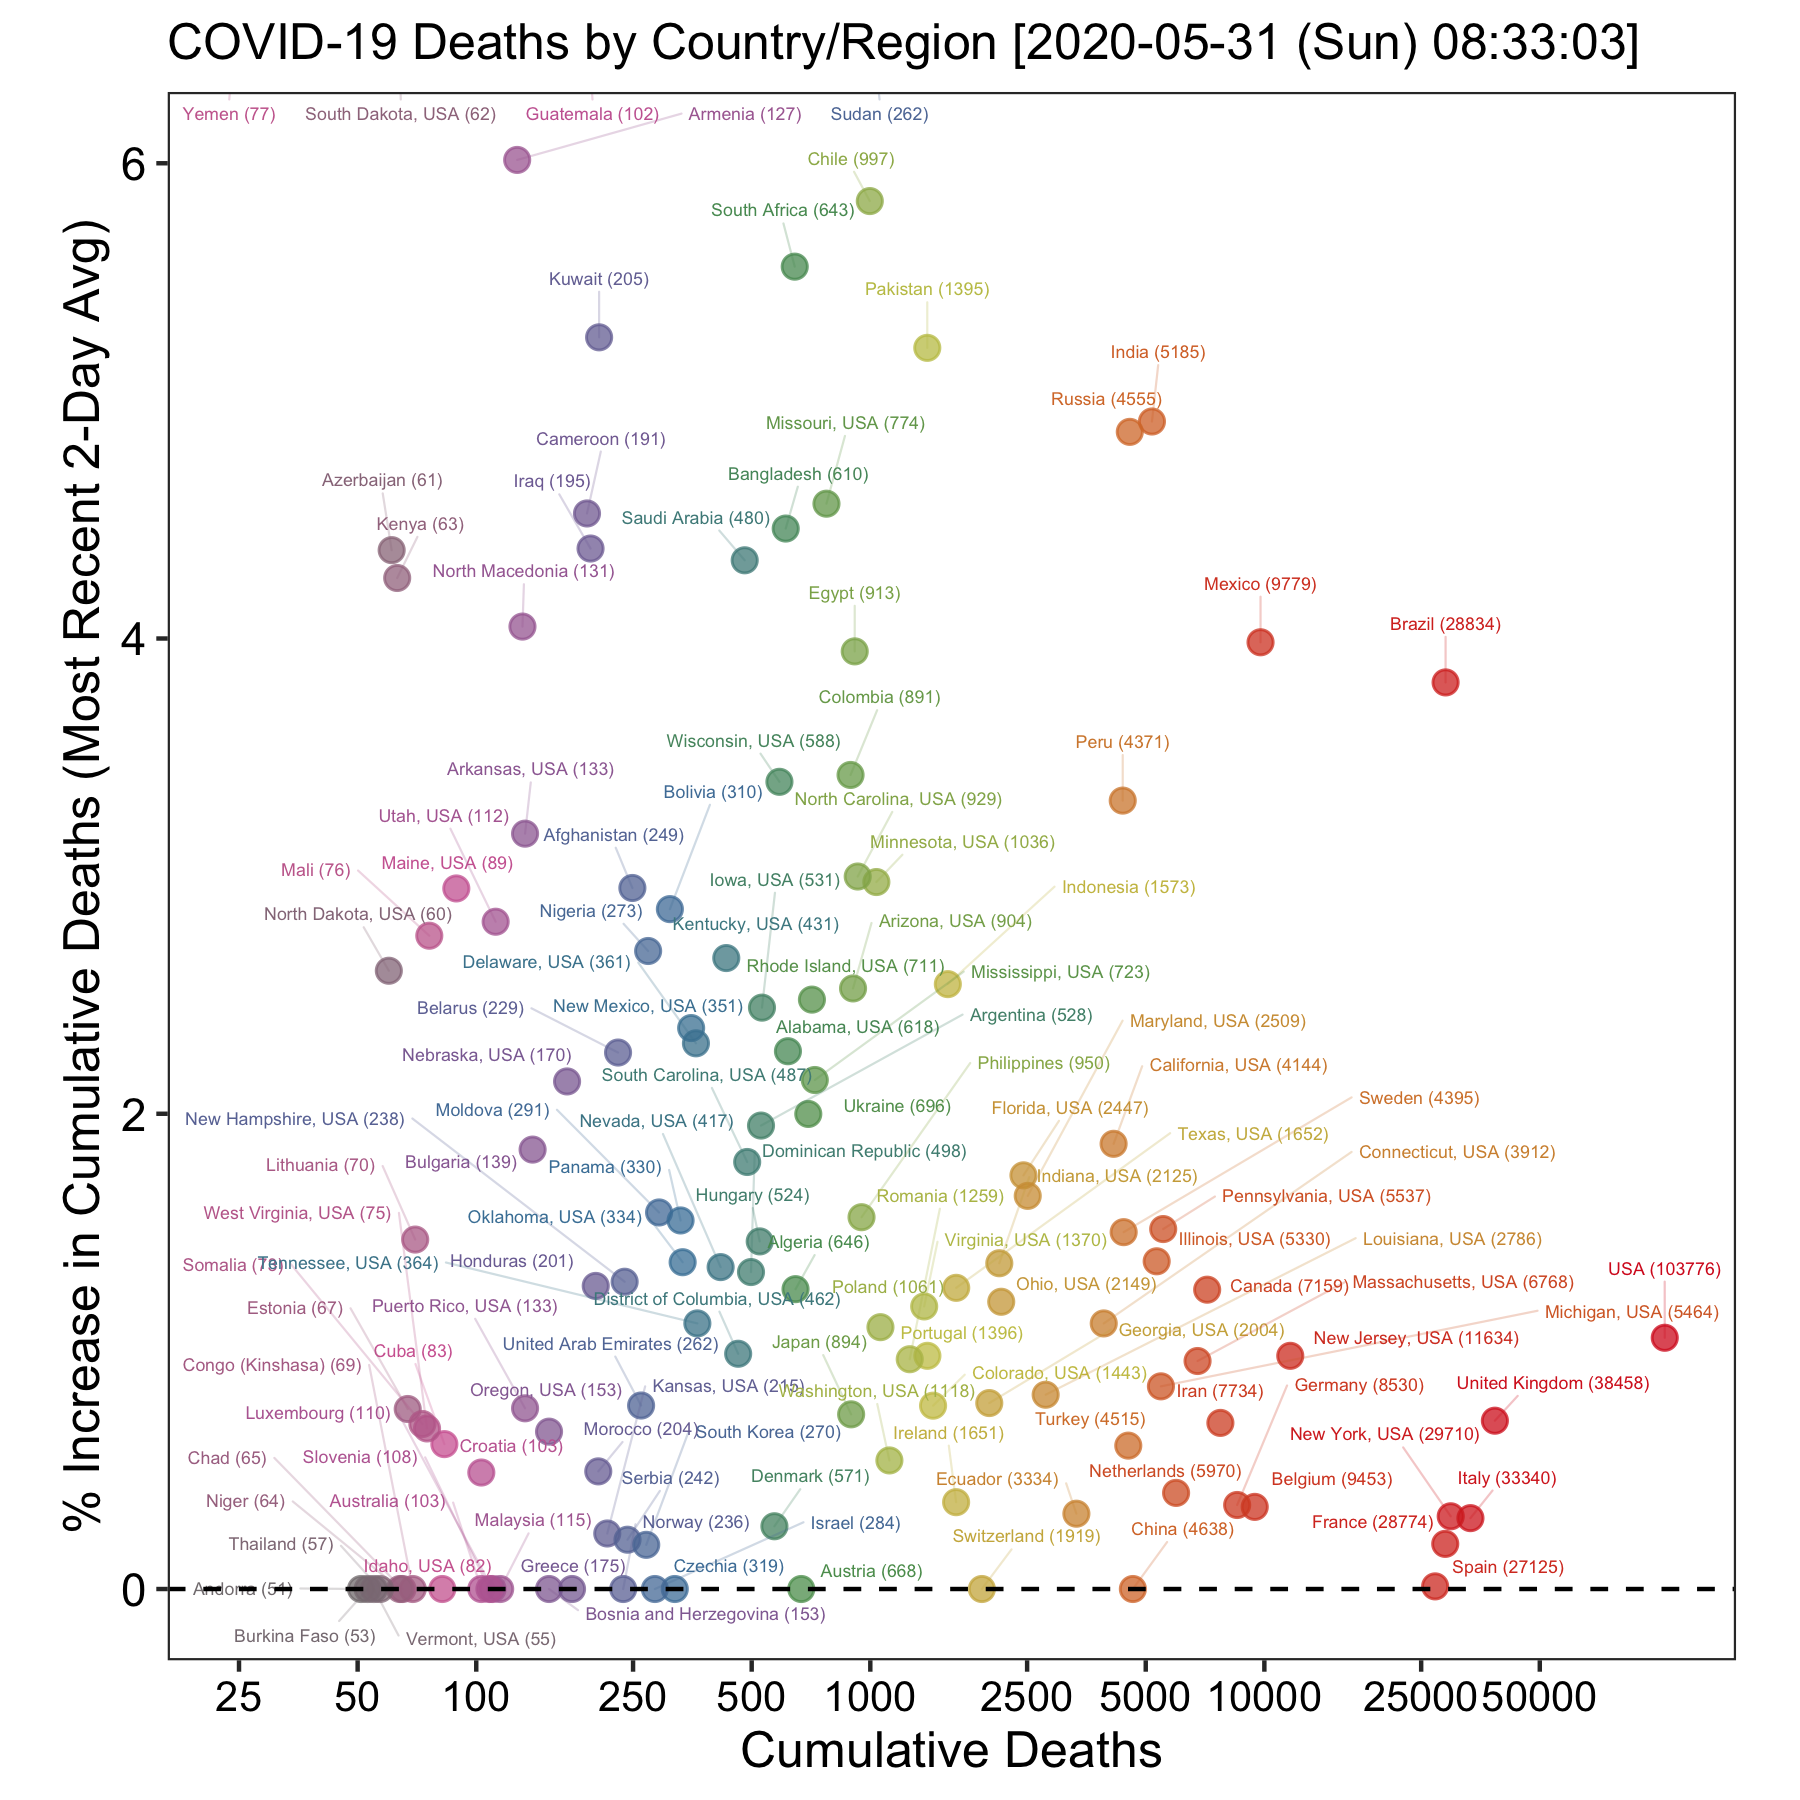 COVID-19 Deaths by Country/Region [2020-05-31 (Sun) 08:33:03]
% Increase in Cumulative Deaths (Most Recent 2-Day Avg)
6
4
2
0
Yemen (77)
South Dakota, USA (62)
Guatemala (102)
Armenia (127)
Sudan (262)
Chile (997)
South Africa (643)
Kuwait (205)
Pakistan (1395)
India (5185)
Russia (4555)
Missouri, USA (774)
Cameroon (191)
Bangladesh (610)
Azerbaijan (61)
Iraq (195)
Saudi Arabia (480)
Kenya (63)
North Macedonia (131)
Mexico (9779)
Egypt (913)
Brazil (28834)
Colombia (891)
Wisconsin, USA (588)
Peru (4371)
Arkansas, USA (133)
Bolivia (310)
North Carolina, USA (929)
Utah, USA (112)
Afghanistan (249)
Minnesota, USA (1036)
Maine, USA (89)
Mali (76)
Iowa, USA (531)
Indonesia (1573)
North Dakota, USA (60)
Nigeria (273)
Kentucky, USA (431)
Arizona, USA (904)
Delaware, USA (361)
Rhode Island, USA (711)
Mississippi, USA (723)
Belarus (229)
New Mexico, USA (351)
Argentina (528)
Alabama, USA (618)
Maryland, USA (2509)
Nebraska, USA (170)
Philippines (950)
California, USA (4144)
South Carolina, USA (487)
Sweden (4395)
Moldova (291)
Ukraine (696)
Florida, USA (2447)
New Hampshire, USA (238)
Nevada, USA (417)
Texas, USA (1652)
Dominican Republic (498)
Connecticut, USA (3912)
Lithuania (70)
Bulgaria (139)
Panama (330)
Indiana, USA (2125)
Hungary (524)
Romania (1259)
Pennsylvania, USA (5537)
West Virginia, USA (75)
Oklahoma, USA (334)
Algeria (646)
Virginia, USA (1370)
Illinois, USA (5330)
Louisiana, USA (2786)
Somalia (73)
Tennessee, USA (364)
Honduras (201)
USA (103776)
Poland (1061)
Ohio, USA (2149)
Canada (7159)
Massachusetts, USA (6768)
Estonia (67)
Puerto Rico, USA (133)
District of Columbia, USA (462)
Michigan, USA (5464)
Cuba (83)
United Arab Emirates (262)
Japan (894)
Portugal (1396)
Georgia, USA (2004)
New Jersey, USA (11634)
Congo (Kinshasa) (69)
Oregon, USA (153)
Kansas, USA (215)
Washington, USA (1118)
Colorado, USA (1443)
Iran (7734)
Germany (8530)
United Kingdom (38458)
Luxembourg (110)
Morocco (204)
South Korea (270)
Ireland (1651)
Turkey (4515)
New York, USA (29710)
Chad (65)
Slovenia (108)
Croatia (103)
Serbia (242)
Denmark (571)
Ecuador (3334)
Netherlands (5970)
Belgium (9453)
Italy (33340)
Niger (64)
Australia (103)
Malaysia (115)
Norway (236)
Israel (284)
Switzerland (1919)
China (4638)
France (28774)
Thailand (57)
Idaho, USA (82)
Greece (175)
Czechia (319)
Austria (668)
Spain (27125)
Andorra (51)
Bosnia and Herzegovina (153)
Burkina Faso (53)
Vermont, USA (55)
25 50 100 250 500 1000 2500 5000 10000 25000 50000
Cumulative Deaths